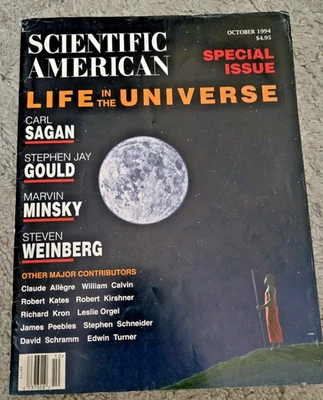 SCIENTIFIC
AMERICAN
OCTOBER 1994
$4.95
SPECIAL
ISSUE
LIFE IN THE UNIVERSE
CARL
SAGAN
STEPHEN JAY
GOULD
MARVIN
MINSKY
STEVEN
WEINBERG
OTHER MAJOR CONTRIBUTORS
Claude Allègre William Calvin
Robert Kates Robert Kirshner
Richard Kron Leslie Orgel
James Peebles Stephen Schneider
David Schramm Edwin Turner